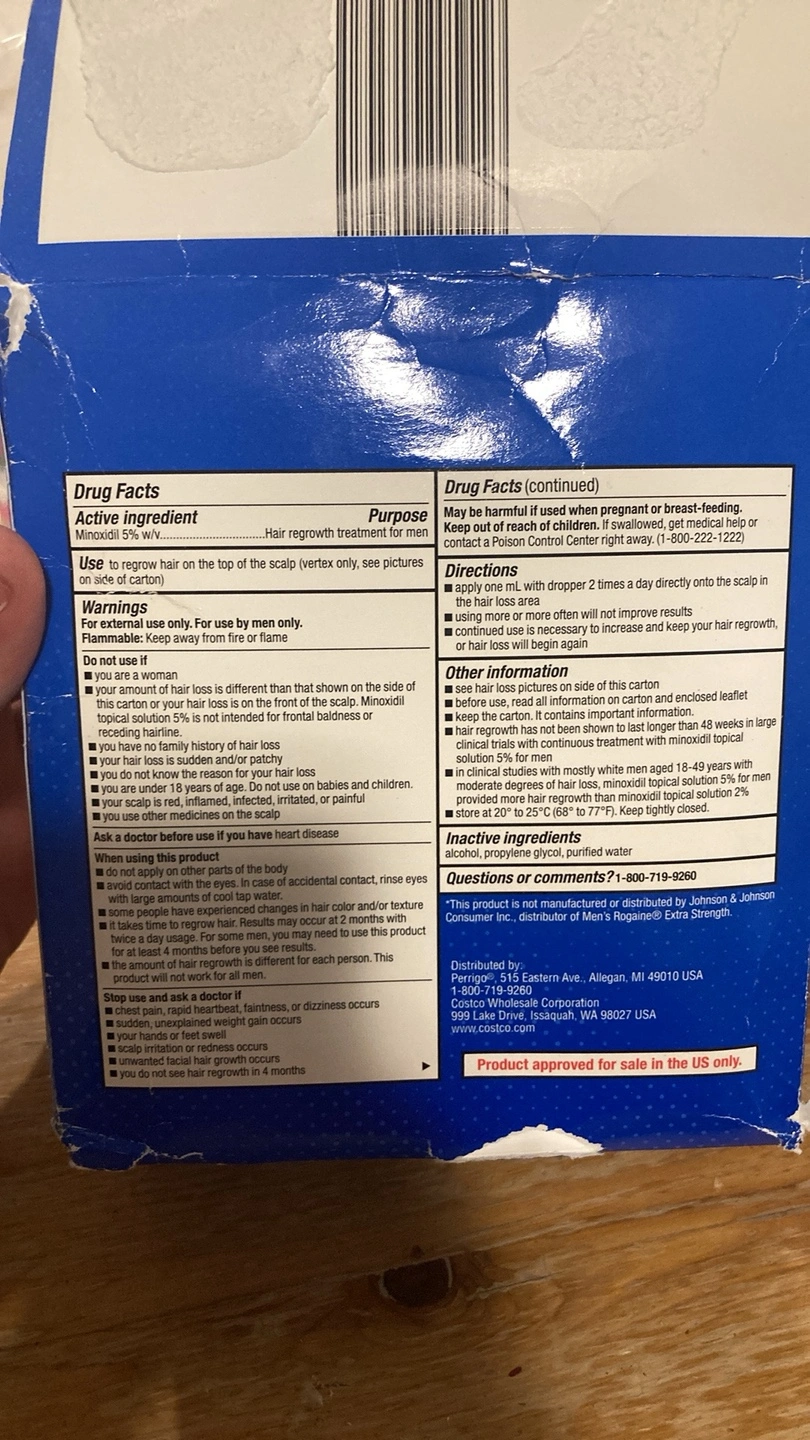 Drug Facts
Active ingredient Purpose
Minoxidil 5% w/v................................Hair regrowth treatment for men
Use to regrow hair on the top of the scalp (vertex only, see pictures
on side of carton)
Warnings
For external use only. For use by men only.
Flammable: Keep away from fire or flame
Do not use if
■ you are a woman
■ your amount of hair loss is different than that shown on the side of
this carton or your hair loss is on the front of the scalp. Minoxidil
topical solution 5% is not intended for frontal baldness or
receding hairline.
■ you have no family history of hair loss
■ your hair loss is sudden and/or patchy
■ you do not know the reason for your hair loss
■ you are under 18 years of age. Do not use on babies and children.
■ your scalp is red, inflamed, infected, irritated, or painful
■ you use other medicines on the scalp
Ask a doctor before use if you have heart disease
When using this product
■ do not apply on other parts of the body
■ avoid contact with the eyes. In case of accidental contact, rinse eyes
with large amounts of cool tap water.
■ some people have experienced changes in hair color and/or texture
■ it takes time to regrow hair. Results may occur at 2 months with
twice a day usage. For some men, you may need to use this product
for at least 4 months before you see results.
■ the amount of hair regrowth is different for each person. This
product will not work for all men.
Stop use and ask a doctor if
■ chest pain, rapid heartbeat, faintness, or dizziness occurs
■ sudden, unexplained weight gain occurs
■ your hands or feet swell
■ scalp irritation or redness occurs
■ unwanted facial hair growth occurs
■ you do not see hair regrowth in 4 months
Drug Facts (continued)
May be harmful if used when pregnant or breast-feeding.
Keep out of reach of children. If swallowed, get medical help or
contact a Poison Control Center right away. (1-800-222-1222)
Directions
■ apply one mL with dropper 2 times a day directly onto the scalp in
the hair loss area
■ using more or more often will not improve results
■ continued use is necessary to increase and keep your hair regrowth,
or hair loss will begin again
Other information
■ see hair loss pictures on side of this carton
■ before use, read all information on carton and enclosed leaflet
■ keep the carton. It contains important information.
■ hair regrowth has not been shown to last longer than 48 weeks in large
clinical trials with continuous treatment with minoxidil topical
solution 5% for men
■ in clinical studies with mostly white men aged 18-49 years with
moderate degrees of hair loss, minoxidil topical solution 5% for men
provided more hair regrowth than minoxidil topical solution 2%
■ store at 20° to 25°C (68° to 77°F). Keep tightly closed.
Inactive ingredients
alcohol, propylene glycol, purified water
Questions or comments? 1-800-719-9260
*This product is not manufactured or distributed by Johnson & Johnson
Consumer Inc., distributor of Men's Rogaine® Extra Strength.
Distributed by:
Perrigo®, 515 Eastern Ave., Allegan, MI 49010 USA
1-800-719-9260
Costco Wholesale Corporation
999 Lake Drive, Issaquah, WA 98027 USA
www.costco.com
Product approved for sale in the US only.